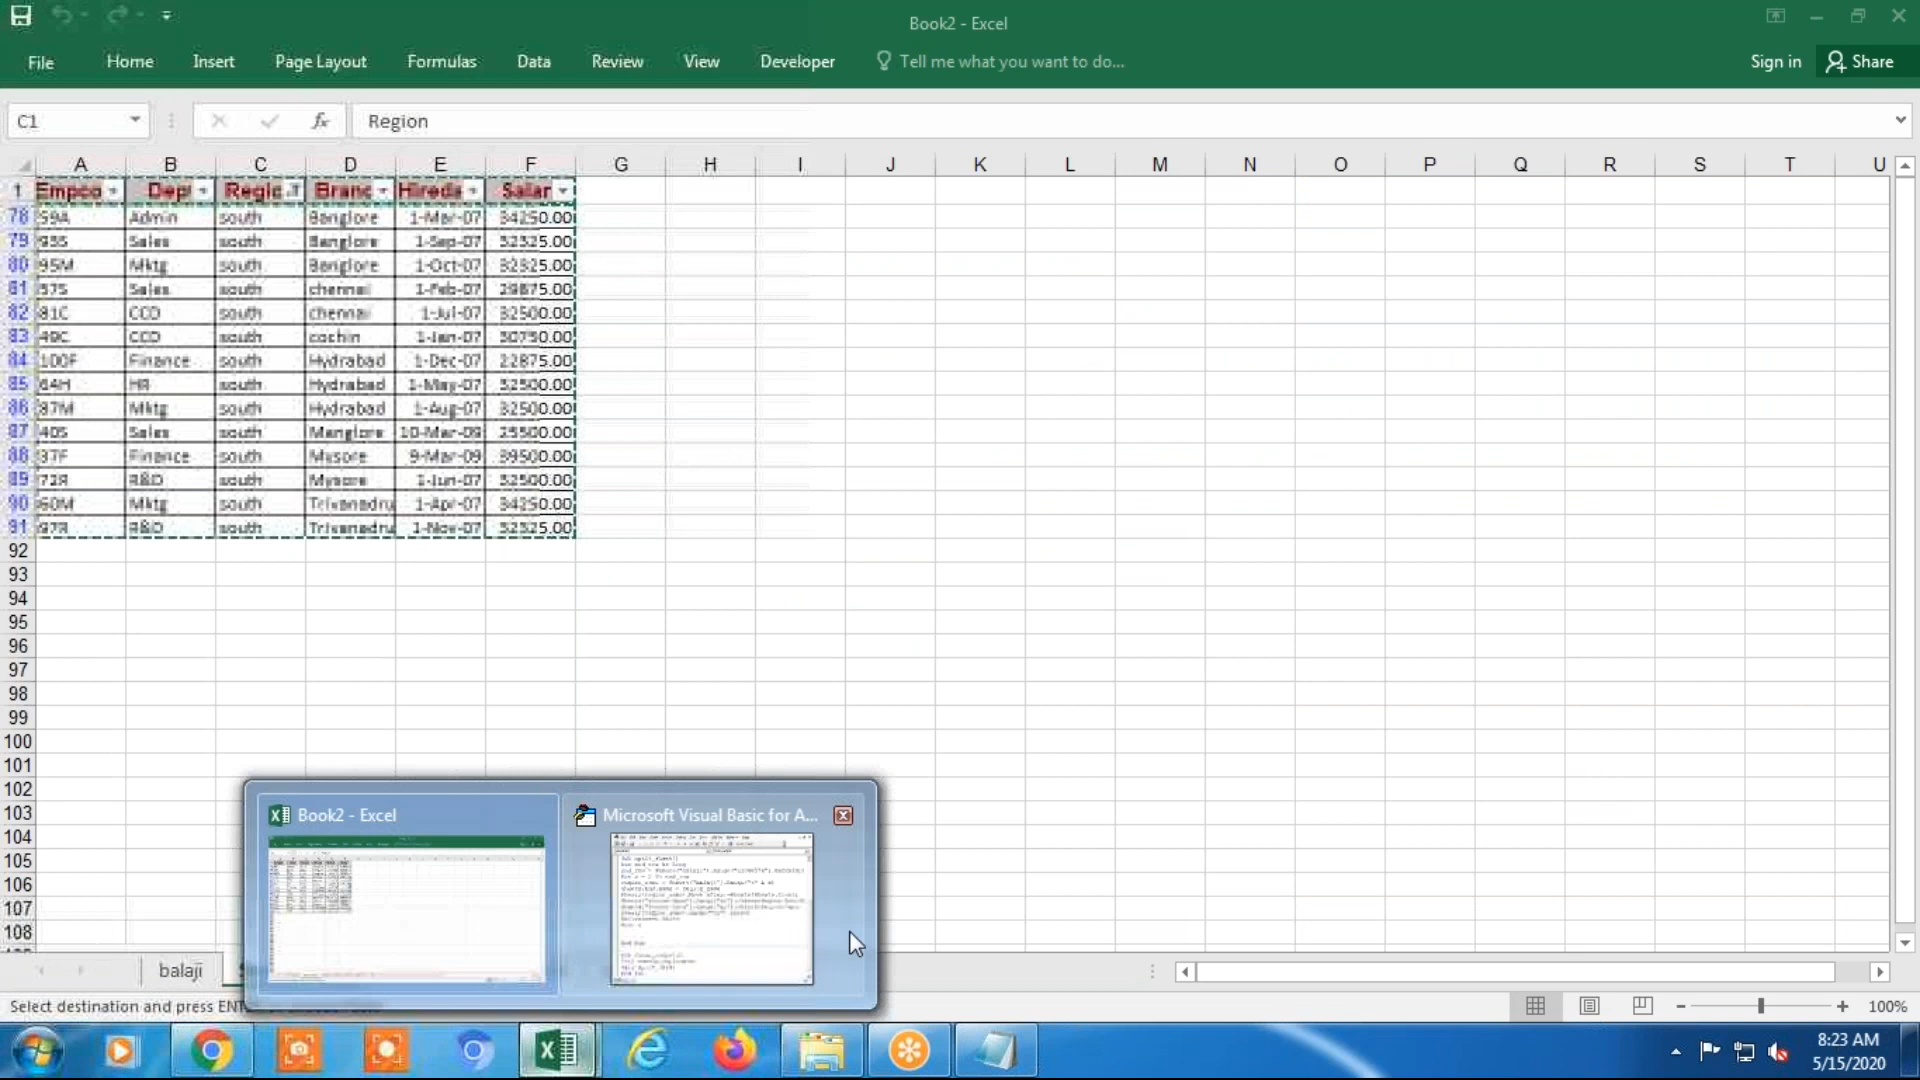 Book2 - Excel
File Home Insert Page Layout Formulas Data Review View Developer Tell me what you want to do... Sign in Share
C1 fx Region
A B C D E F G H I J K L M N O P Q R S T U
1 Empco Dept Regio Branc Hireda Salar
78 59A Admin south Banglore 1-Mar-07 34250.00
79 93S Sales south Banglore 1-Sep-07 32325.00
80 95M Mktg south Banglore 1-Oct-07 32325.00
81 57S Sales south chennai 1-Feb-07 29875.00
82 81C CCD south chennai 1-Jul-07 32500.00
83 49C CCD south cochin 1-Jan-07 30750.00
84 100F Finance south Hydrabad 1-Dec-07 22875.00
85 64H HR south Hydrabad 1-May-07 32500.00
86 87M Mktg south Hydrabad 1-Aug-07 32500.00
87 40S Sales south Manglore 10-Mar-09 25500.00
88 37F Finance south Mysore 9-Mar-09 39500.00
89 72R R&D south Mysore 1-Jun-07 32500.00
90 60M Mktg south Trivanadru 1-Apr-07 34250.00
91 97R R&D south Trivanadru 1-Nov-07 32325.00
92
93
94
95
96
97
98
99
100
101
102
103
104
105
106
107
108
Book2 - Excel Microsoft Visual Basic for A...
balaji
Select destination and press ENT 100%
8:23 AM
5/15/2020